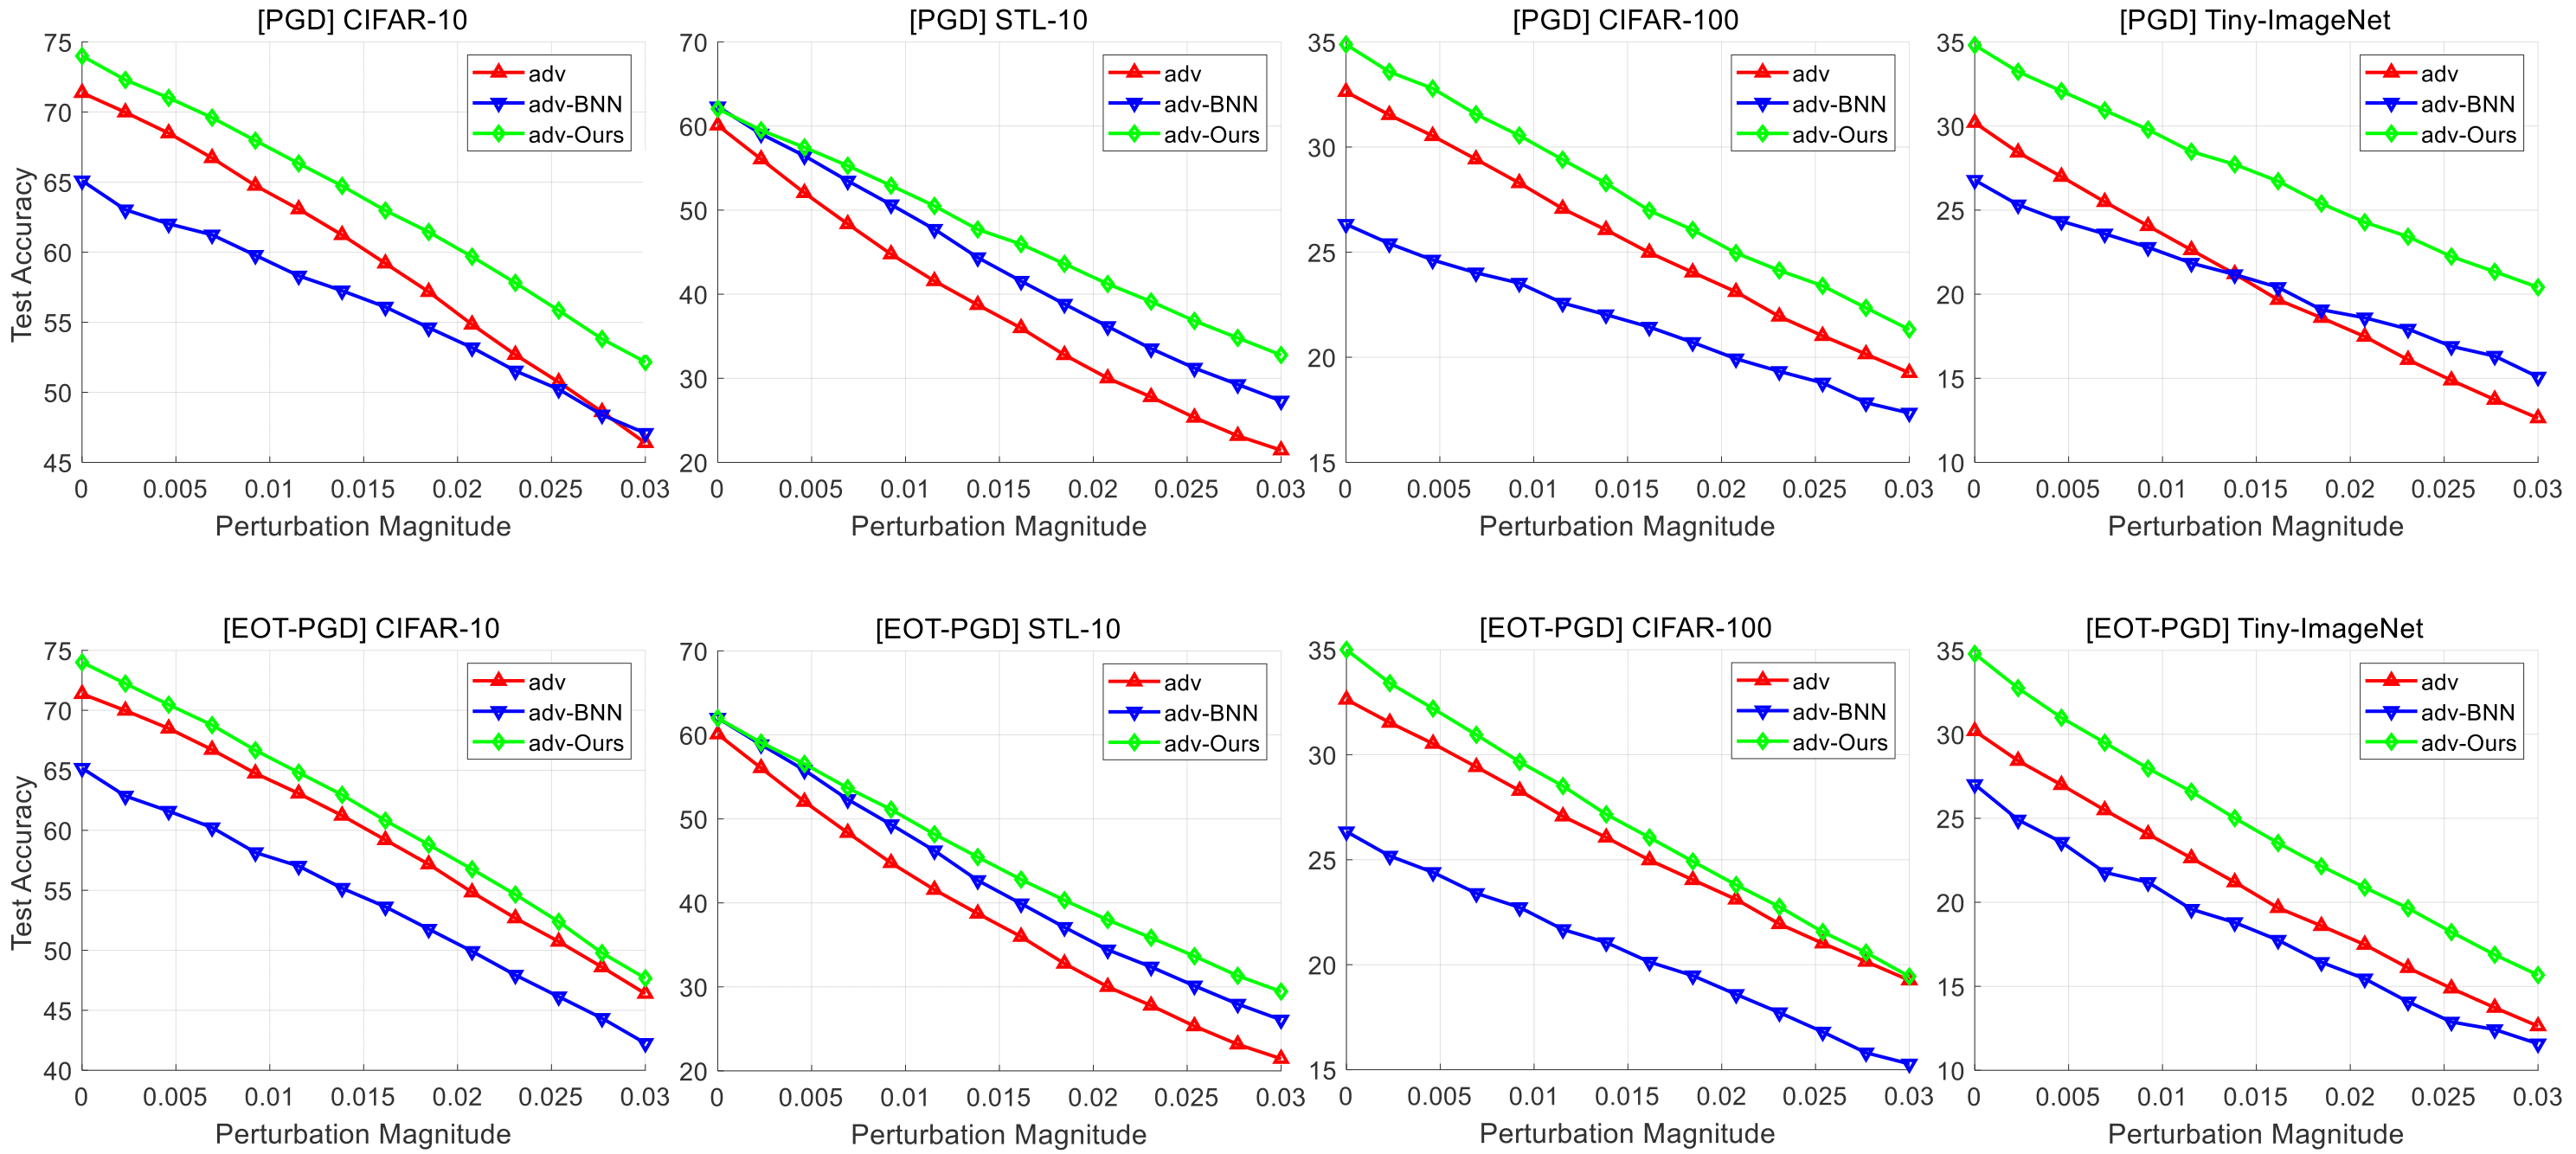 [PGD] CIFAR-10
75
70
65
60
55
50
45
Test Accuracy
0 0.005 0.01 0.015 0.02 0.025 0.03
Perturbation Magnitude
adv
adv-BNN
adv-Ours
[PGD] STL-10
70
60
50
40
30
20
0 0.005 0.01 0.015 0.02 0.025 0.03
Perturbation Magnitude
adv
adv-BNN
adv-Ours
[PGD] CIFAR-100
35
30
25
20
15
0 0.005 0.01 0.015 0.02 0.025 0.03
Perturbation Magnitude
adv
adv-BNN
adv-Ours
[PGD] Tiny-ImageNet
35
30
25
20
15
10
0 0.005 0.01 0.015 0.02 0.025 0.03
Perturbation Magnitude
adv
adv-BNN
adv-Ours
[EOT-PGD] CIFAR-10
75
70
65
60
55
50
45
40
Test Accuracy
0 0.005 0.01 0.015 0.02 0.025 0.03
Perturbation Magnitude
adv
adv-BNN
adv-Ours
[EOT-PGD] STL-10
70
60
50
40
30
20
0 0.005 0.01 0.015 0.02 0.025 0.03
Perturbation Magnitude
adv
adv-BNN
adv-Ours
[EOT-PGD] CIFAR-100
35
30
25
20
15
0 0.005 0.01 0.015 0.02 0.025 0.03
Perturbation Magnitude
adv
adv-BNN
adv-Ours
[EOT-PGD] Tiny-ImageNet
35
30
25
20
15
10
0 0.005 0.01 0.015 0.02 0.025 0.03
Perturbation Magnitude
adv
adv-BNN
adv-Ours